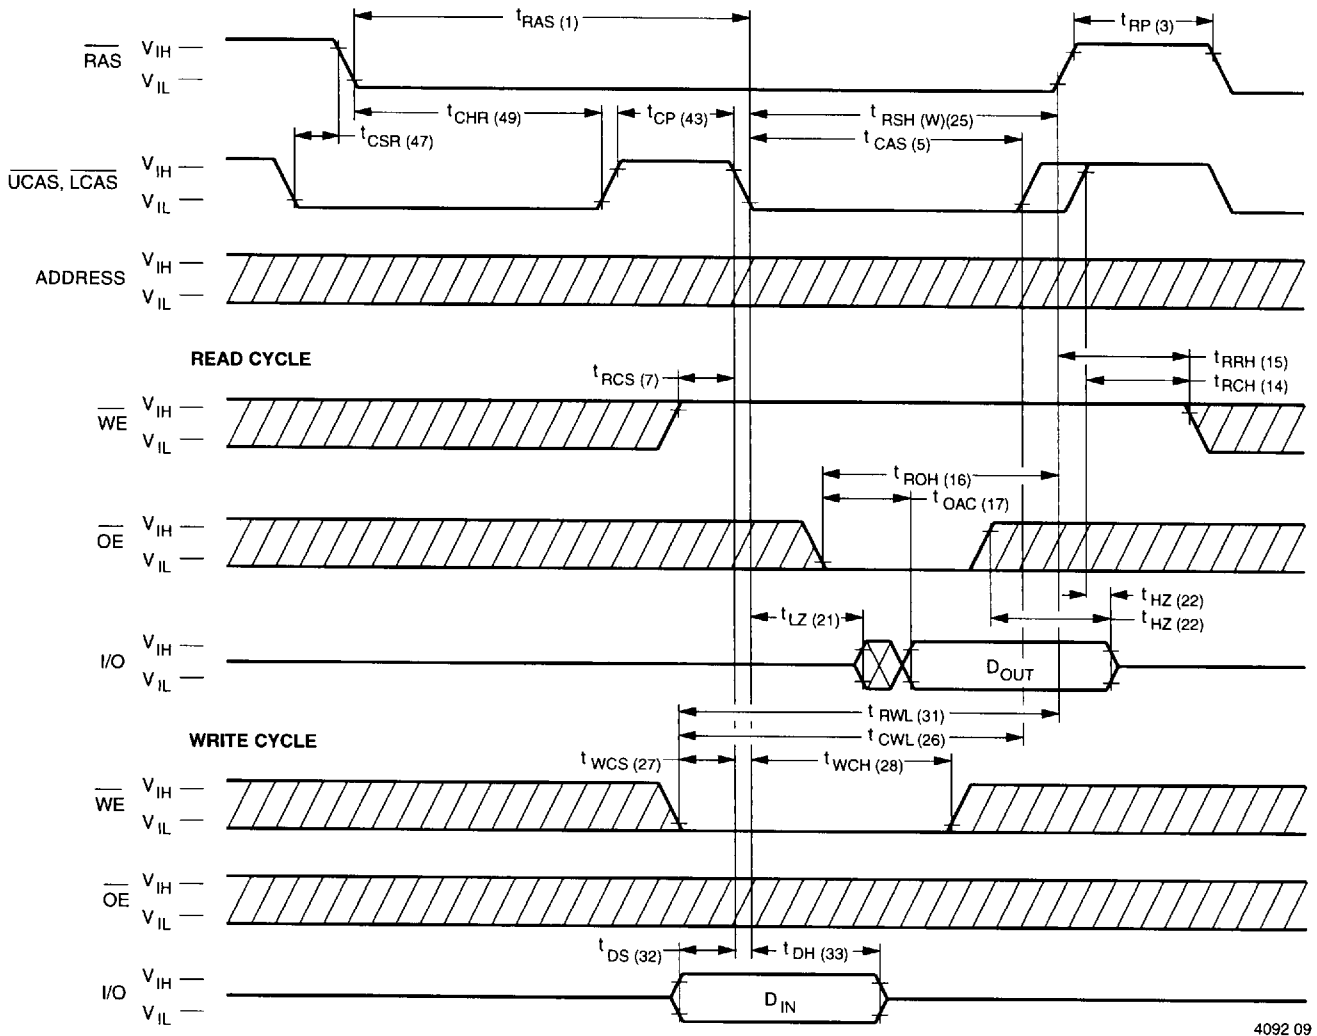 t RAS (1)
t RP (3)
RAS
V IH
V IL
t CHR (49)
t CP (43)
t RSH (W)(25)
t CSR (47)
t CAS (5)
UCAS, LCAS
V IH
V IL
ADDRESS
V IH
V IL
READ CYCLE
t RRH (15)
t RCS (7)
t RCH (14)
WE
V IH
V IL
t ROH (16)
t OAC (17)
OE
V IH
V IL
t HZ (22)
t LZ (21)
t HZ (22)
I/O
V IH
V IL
D OUT
t RWL (31)
WRITE CYCLE
t CWL (26)
t WCS (27)
t WCH (28)
WE
V IH
V IL
OE
V IH
V IL
t DS (32)
t DH (33)
I/O
V IH
V IL
D IN
4092 09